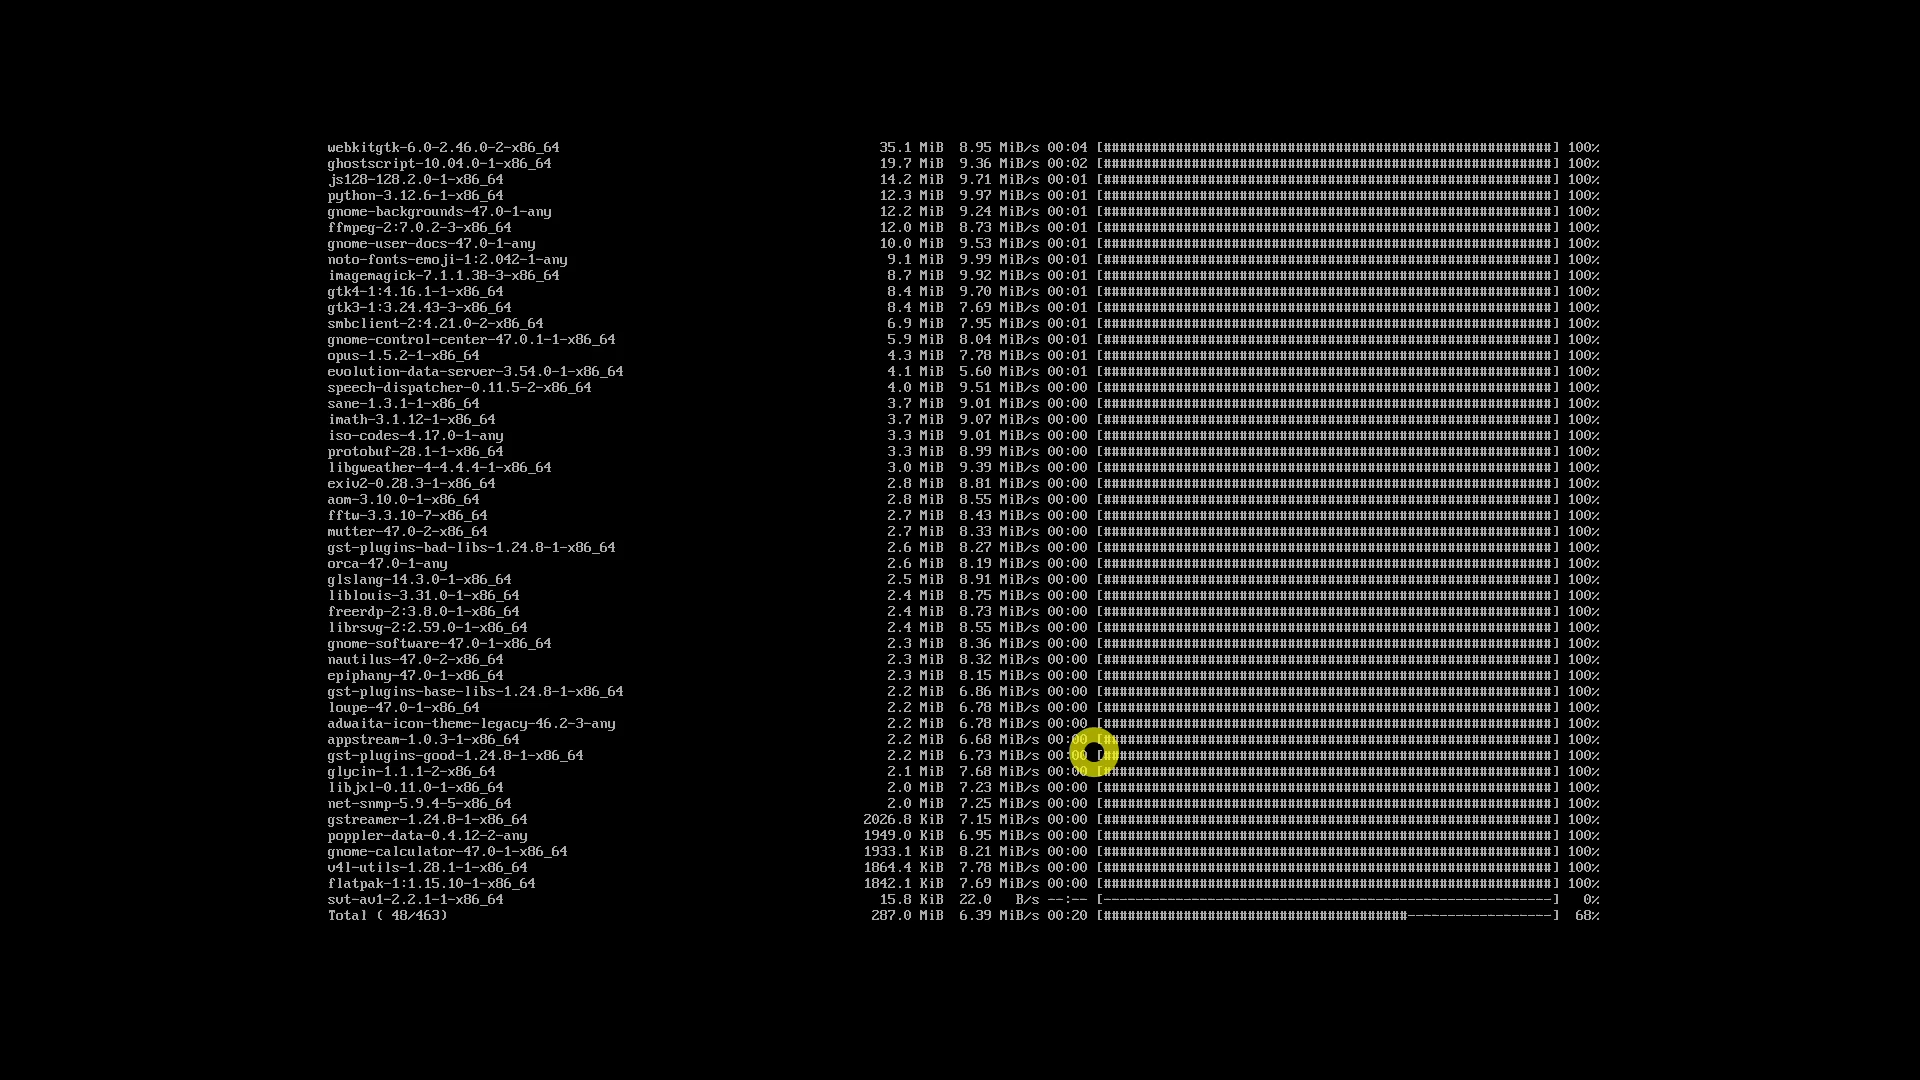 webkitgtk-6.0-2.46.0-2-x86_64 35.1 MiB 8.95 MiB/s 00:04 [########################################################] 100%
ghostscript-10.04.0-1-x86_64 19.7 MiB 9.36 MiB/s 00:02 [########################################################] 100%
js128-128.2.0-1-x86_64 14.2 MiB 9.71 MiB/s 00:01 [########################################################] 100%
python-3.12.6-1-x86_64 12.3 MiB 9.97 MiB/s 00:01 [########################################################] 100%
gnome-backgrounds-47.0-1-any 12.2 MiB 9.24 MiB/s 00:01 [########################################################] 100%
ffmpeg-2:7.0.2-3-x86_64 12.0 MiB 8.73 MiB/s 00:01 [########################################################] 100%
gnome-user-docs-47.0-1-any 10.0 MiB 9.53 MiB/s 00:01 [########################################################] 100%
noto-fonts-emoji-1:2.042-1-any 9.1 MiB 9.99 MiB/s 00:01 [########################################################] 100%
imagemagick-7.1.1.38-3-x86_64 8.7 MiB 9.92 MiB/s 00:01 [########################################################] 100%
gtk4-1:4.16.1-1-x86_64 8.4 MiB 9.70 MiB/s 00:01 [########################################################] 100%
gtk3-1:3.24.43-3-x86_64 8.4 MiB 7.69 MiB/s 00:01 [########################################################] 100%
smbclient-2:4.21.0-2-x86_64 6.9 MiB 7.95 MiB/s 00:01 [########################################################] 100%
gnome-control-center-47.0.1-1-x86_64 5.9 MiB 8.04 MiB/s 00:01 [########################################################] 100%
opus-1.5.2-1-x86_64 4.3 MiB 7.78 MiB/s 00:01 [########################################################] 100%
evolution-data-server-3.54.0-1-x86_64 4.1 MiB 5.60 MiB/s 00:01 [########################################################] 100%
speech-dispatcher-0.11.5-2-x86_64 4.0 MiB 9.51 MiB/s 00:00 [########################################################] 100%
sane-1.3.1-1-x86_64 3.7 MiB 9.01 MiB/s 00:00 [########################################################] 100%
imath-3.1.12-1-x86_64 3.7 MiB 9.07 MiB/s 00:00 [########################################################] 100%
iso-codes-4.17.0-1-any 3.3 MiB 9.01 MiB/s 00:00 [########################################################] 100%
protobuf-28.1-1-x86_64 3.3 MiB 8.99 MiB/s 00:00 [########################################################] 100%
libgweather-4-4.4.4-1-x86_64 3.0 MiB 9.39 MiB/s 00:00 [########################################################] 100%
exiv2-0.28.3-1-x86_64 2.8 MiB 8.81 MiB/s 00:00 [########################################################] 100%
aom-3.10.0-1-x86_64 2.8 MiB 8.55 MiB/s 00:00 [########################################################] 100%
fftw-3.3.10-7-x86_64 2.7 MiB 8.43 MiB/s 00:00 [########################################################] 100%
mutter-47.0-2-x86_64 2.7 MiB 8.33 MiB/s 00:00 [########################################################] 100%
gst-plugins-bad-libs-1.24.8-1-x86_64 2.6 MiB 8.27 MiB/s 00:00 [########################################################] 100%
orca-47.0-1-any 2.6 MiB 8.19 MiB/s 00:00 [########################################################] 100%
glslang-14.3.0-1-x86_64 2.5 MiB 8.91 MiB/s 00:00 [########################################################] 100%
liblouis-3.31.0-1-x86_64 2.4 MiB 8.75 MiB/s 00:00 [########################################################] 100%
freerdp-2:3.8.0-1-x86_64 2.4 MiB 8.73 MiB/s 00:00 [########################################################] 100%
librsvg-2:2.59.0-1-x86_64 2.4 MiB 8.55 MiB/s 00:00 [########################################################] 100%
gnome-software-47.0-1-x86_64 2.3 MiB 8.36 MiB/s 00:00 [########################################################] 100%
nautilus-47.0-2-x86_64 2.3 MiB 8.32 MiB/s 00:00 [########################################################] 100%
epiphany-47.0-1-x86_64 2.3 MiB 8.15 MiB/s 00:00 [########################################################] 100%
gst-plugins-base-libs-1.24.8-1-x86_64 2.2 MiB 6.86 MiB/s 00:00 [########################################################] 100%
loupe-47.0-1-x86_64 2.2 MiB 6.78 MiB/s 00:00 [########################################################] 100%
adwaita-icon-theme-legacy-46.2-3-any 2.2 MiB 6.78 MiB/s 00:00 [########################################################] 100%
appstream-1.0.3-1-x86_64 2.2 MiB 6.68 MiB/s 00:00 [########################################################] 100%
gst-plugins-good-1.24.8-1-x86_64 2.2 MiB 6.73 MiB/s 00:00 [########################################################] 100%
glycin-1.1.1-2-x86_64 2.1 MiB 7.68 MiB/s 00:00 [########################################################] 100%
libjxl-0.11.0-1-x86_64 2.0 MiB 7.23 MiB/s 00:00 [########################################################] 100%
net-snmp-5.9.4-5-x86_64 2.0 MiB 7.25 MiB/s 00:00 [########################################################] 100%
gstreamer-1.24.8-1-x86_64 2026.8 KiB 7.15 MiB/s 00:00 [########################################################] 100%
poppler-data-0.4.12-2-any 1949.0 KiB 6.95 MiB/s 00:00 [########################################################] 100%
gnome-calculator-47.0-1-x86_64 1933.1 KiB 8.21 MiB/s 00:00 [########################################################] 100%
v4l-utils-1.28.1-1-x86_64 1864.4 KiB 7.78 MiB/s 00:00 [########################################################] 100%
flatpak-1:1.15.10-1-x86_64 1842.1 KiB 7.69 MiB/s 00:00 [########################################################] 100%
svt-av1-2.2.1-1-x86_64 15.8 KiB 22.0 B/s --:-- [--------------------------------------------------------] 0%
Total ( 48/463) 287.0 MiB 6.39 MiB/s 00:20 [######################################------------------] 68%